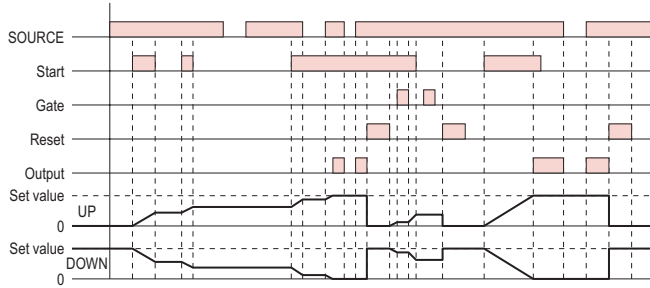 SOURCE
Start
Gate
Reset
Output
Set value
UP
0
Set value
DOWN
0